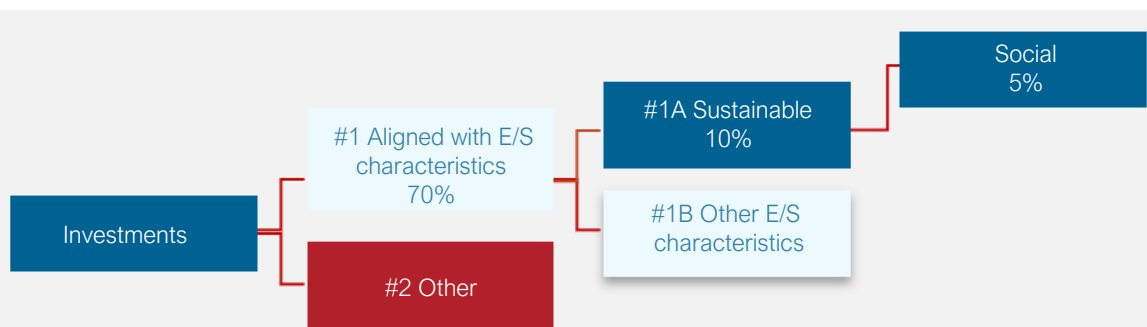 Investments
#1 Aligned with E/S
characteristics
70%
#2 Other
#1A Sustainable
10%
#1B Other E/S
characteristics
Social
5%